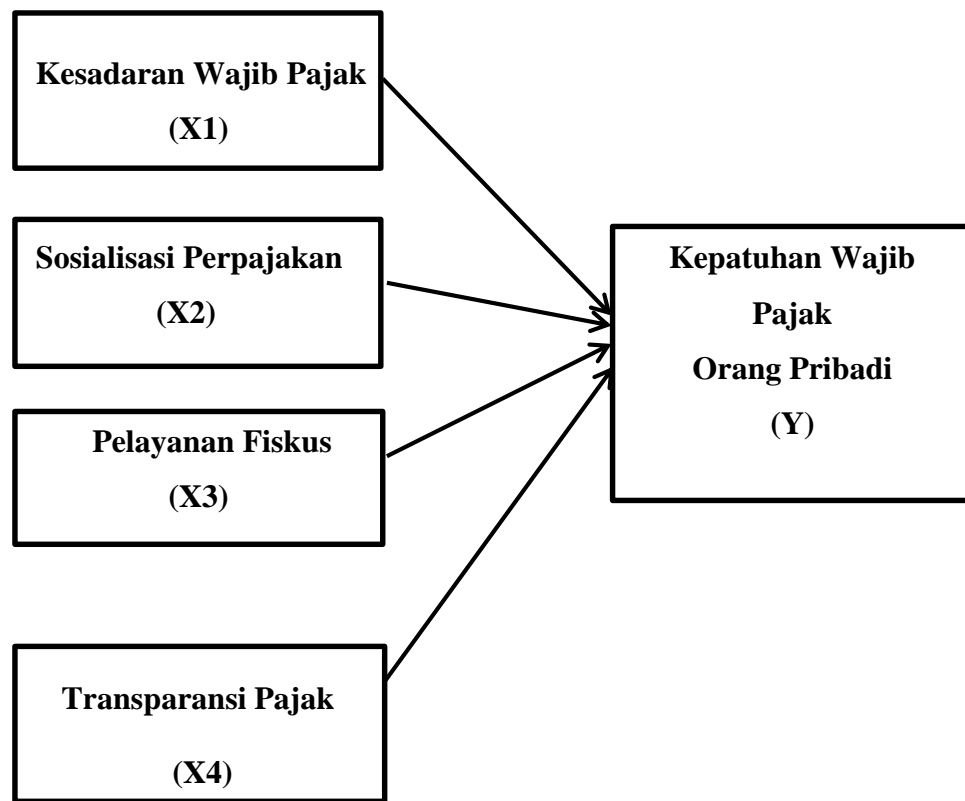 Kesadaran Wajib Pajak
(X1)
Sosialisasi Perpajakan
(X2)
Pelayanan Fiskus
(X3)
Transparansi Pajak
(X4)
Kepatuhan Wajib
Pajak
Orang Pribadi
(Y)